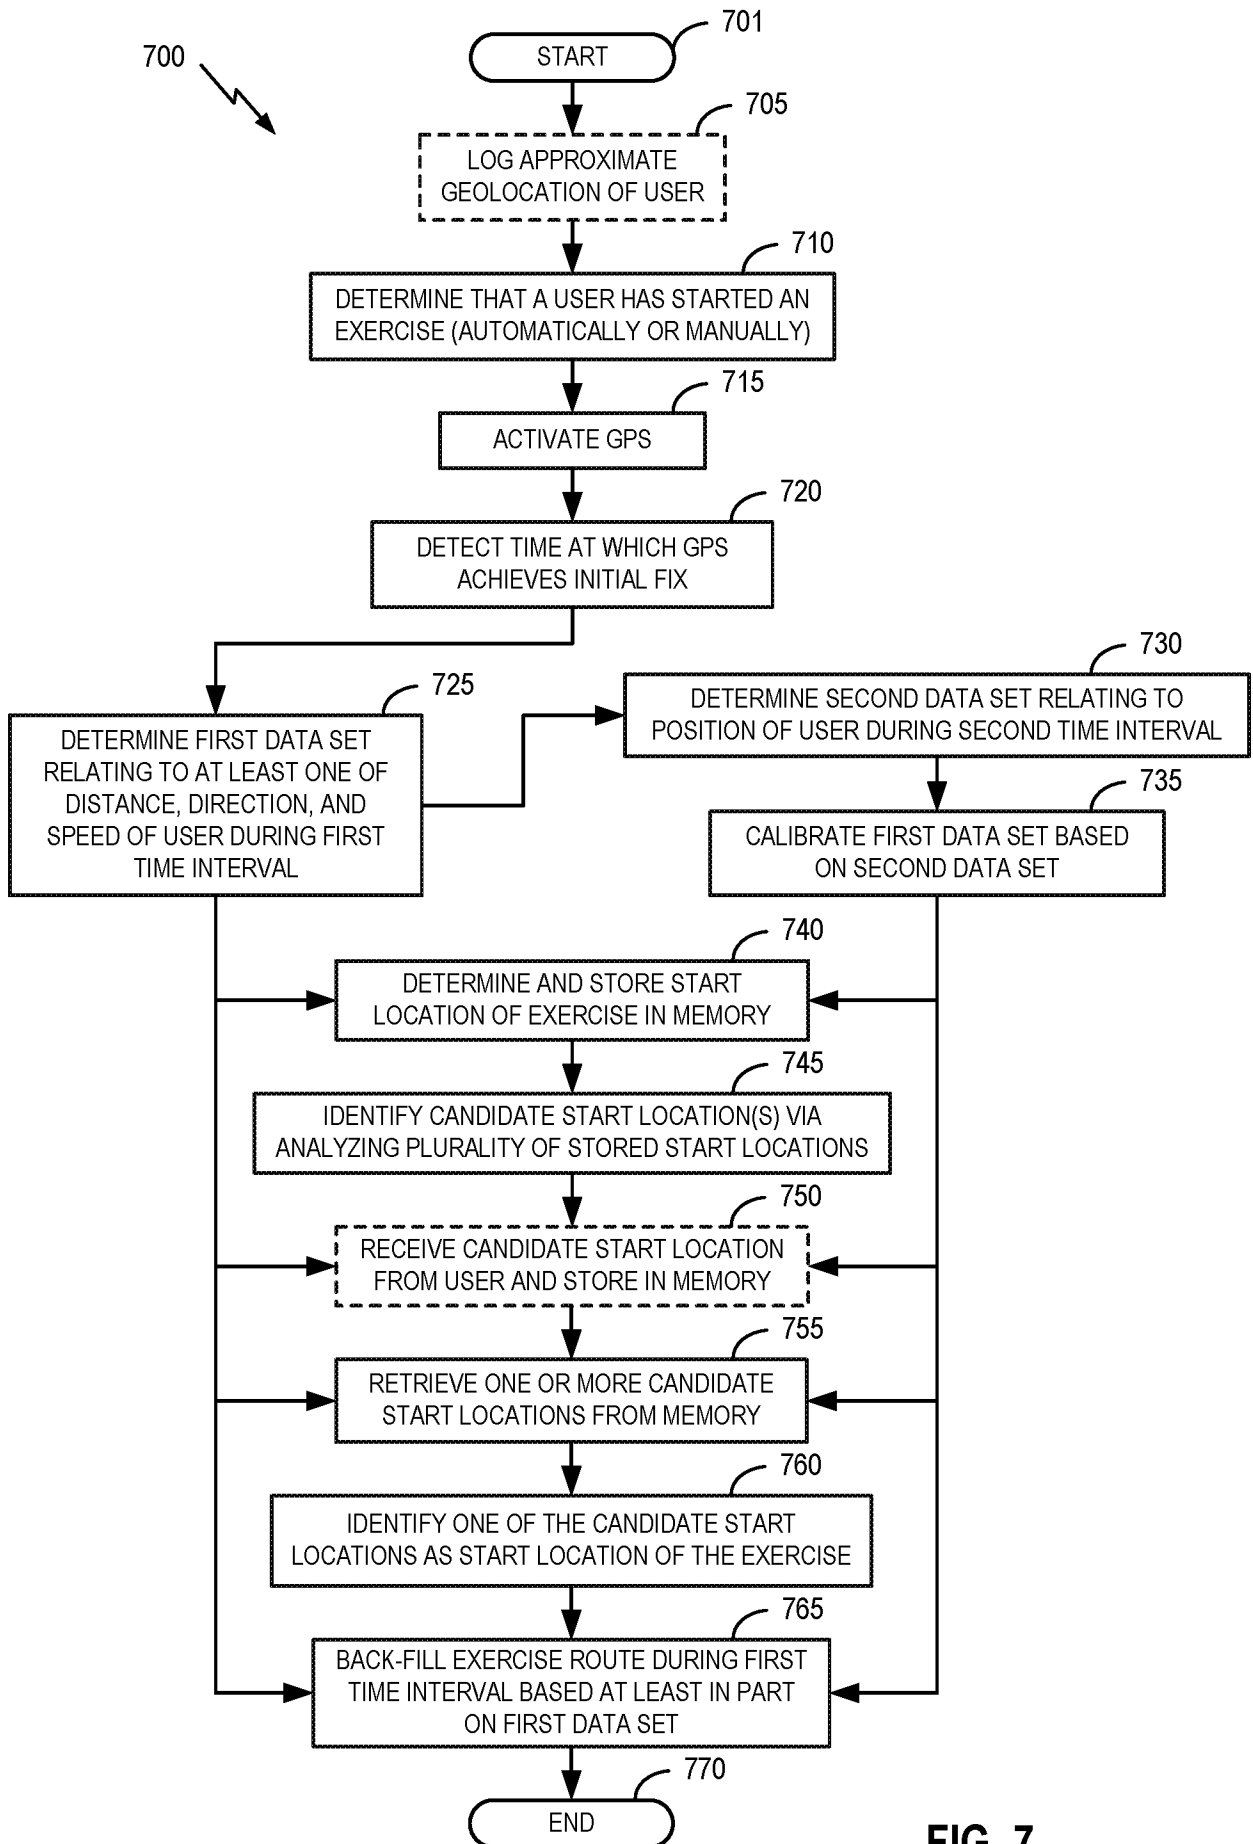 701
START
700
705
LOG APPROXIMATE
GEOLOCATION OF USER
710
DETERMINE THAT A USER HAS STARTED AN
EXERCISE (AUTOMATICALLY OR MANUALLY)
715
ACTIVATE GPS
720
DETECT TIME AT WHICH GPS
ACHIEVES INITIAL FIX
725
DETERMINE FIRST DATA SET
RELATING TO AT LEAST ONE OF
DISTANCE, DIRECTION, AND
SPEED OF USER DURING FIRST
TIME INTERVAL
730
DETERMINE SECOND DATA SET RELATING TO
POSITION OF USER DURING SECOND TIME INTERVAL
735
CALIBRATE FIRST DATA SET BASED
ON SECOND DATA SET
740
DETERMINE AND STORE START
LOCATION OF EXERCISE IN MEMORY
745
IDENTIFY CANDIDATE START LOCATION(S) VIA
ANALYZING PLURALITY OF STORED START LOCATIONS
750
RECEIVE CANDIDATE START LOCATION
FROM USER AND STORE IN MEMORY
755
RETRIEVE ONE OR MORE CANDIDATE
START LOCATIONS FROM MEMORY
760
IDENTIFY ONE OF THE CANDIDATE START
LOCATIONS AS START LOCATION OF THE EXERCISE
765
BACK-FILL EXERCISE ROUTE DURING FIRST
TIME INTERVAL BASED AT LEAST IN PART
ON FIRST DATA SET
770
END
FIG. 7